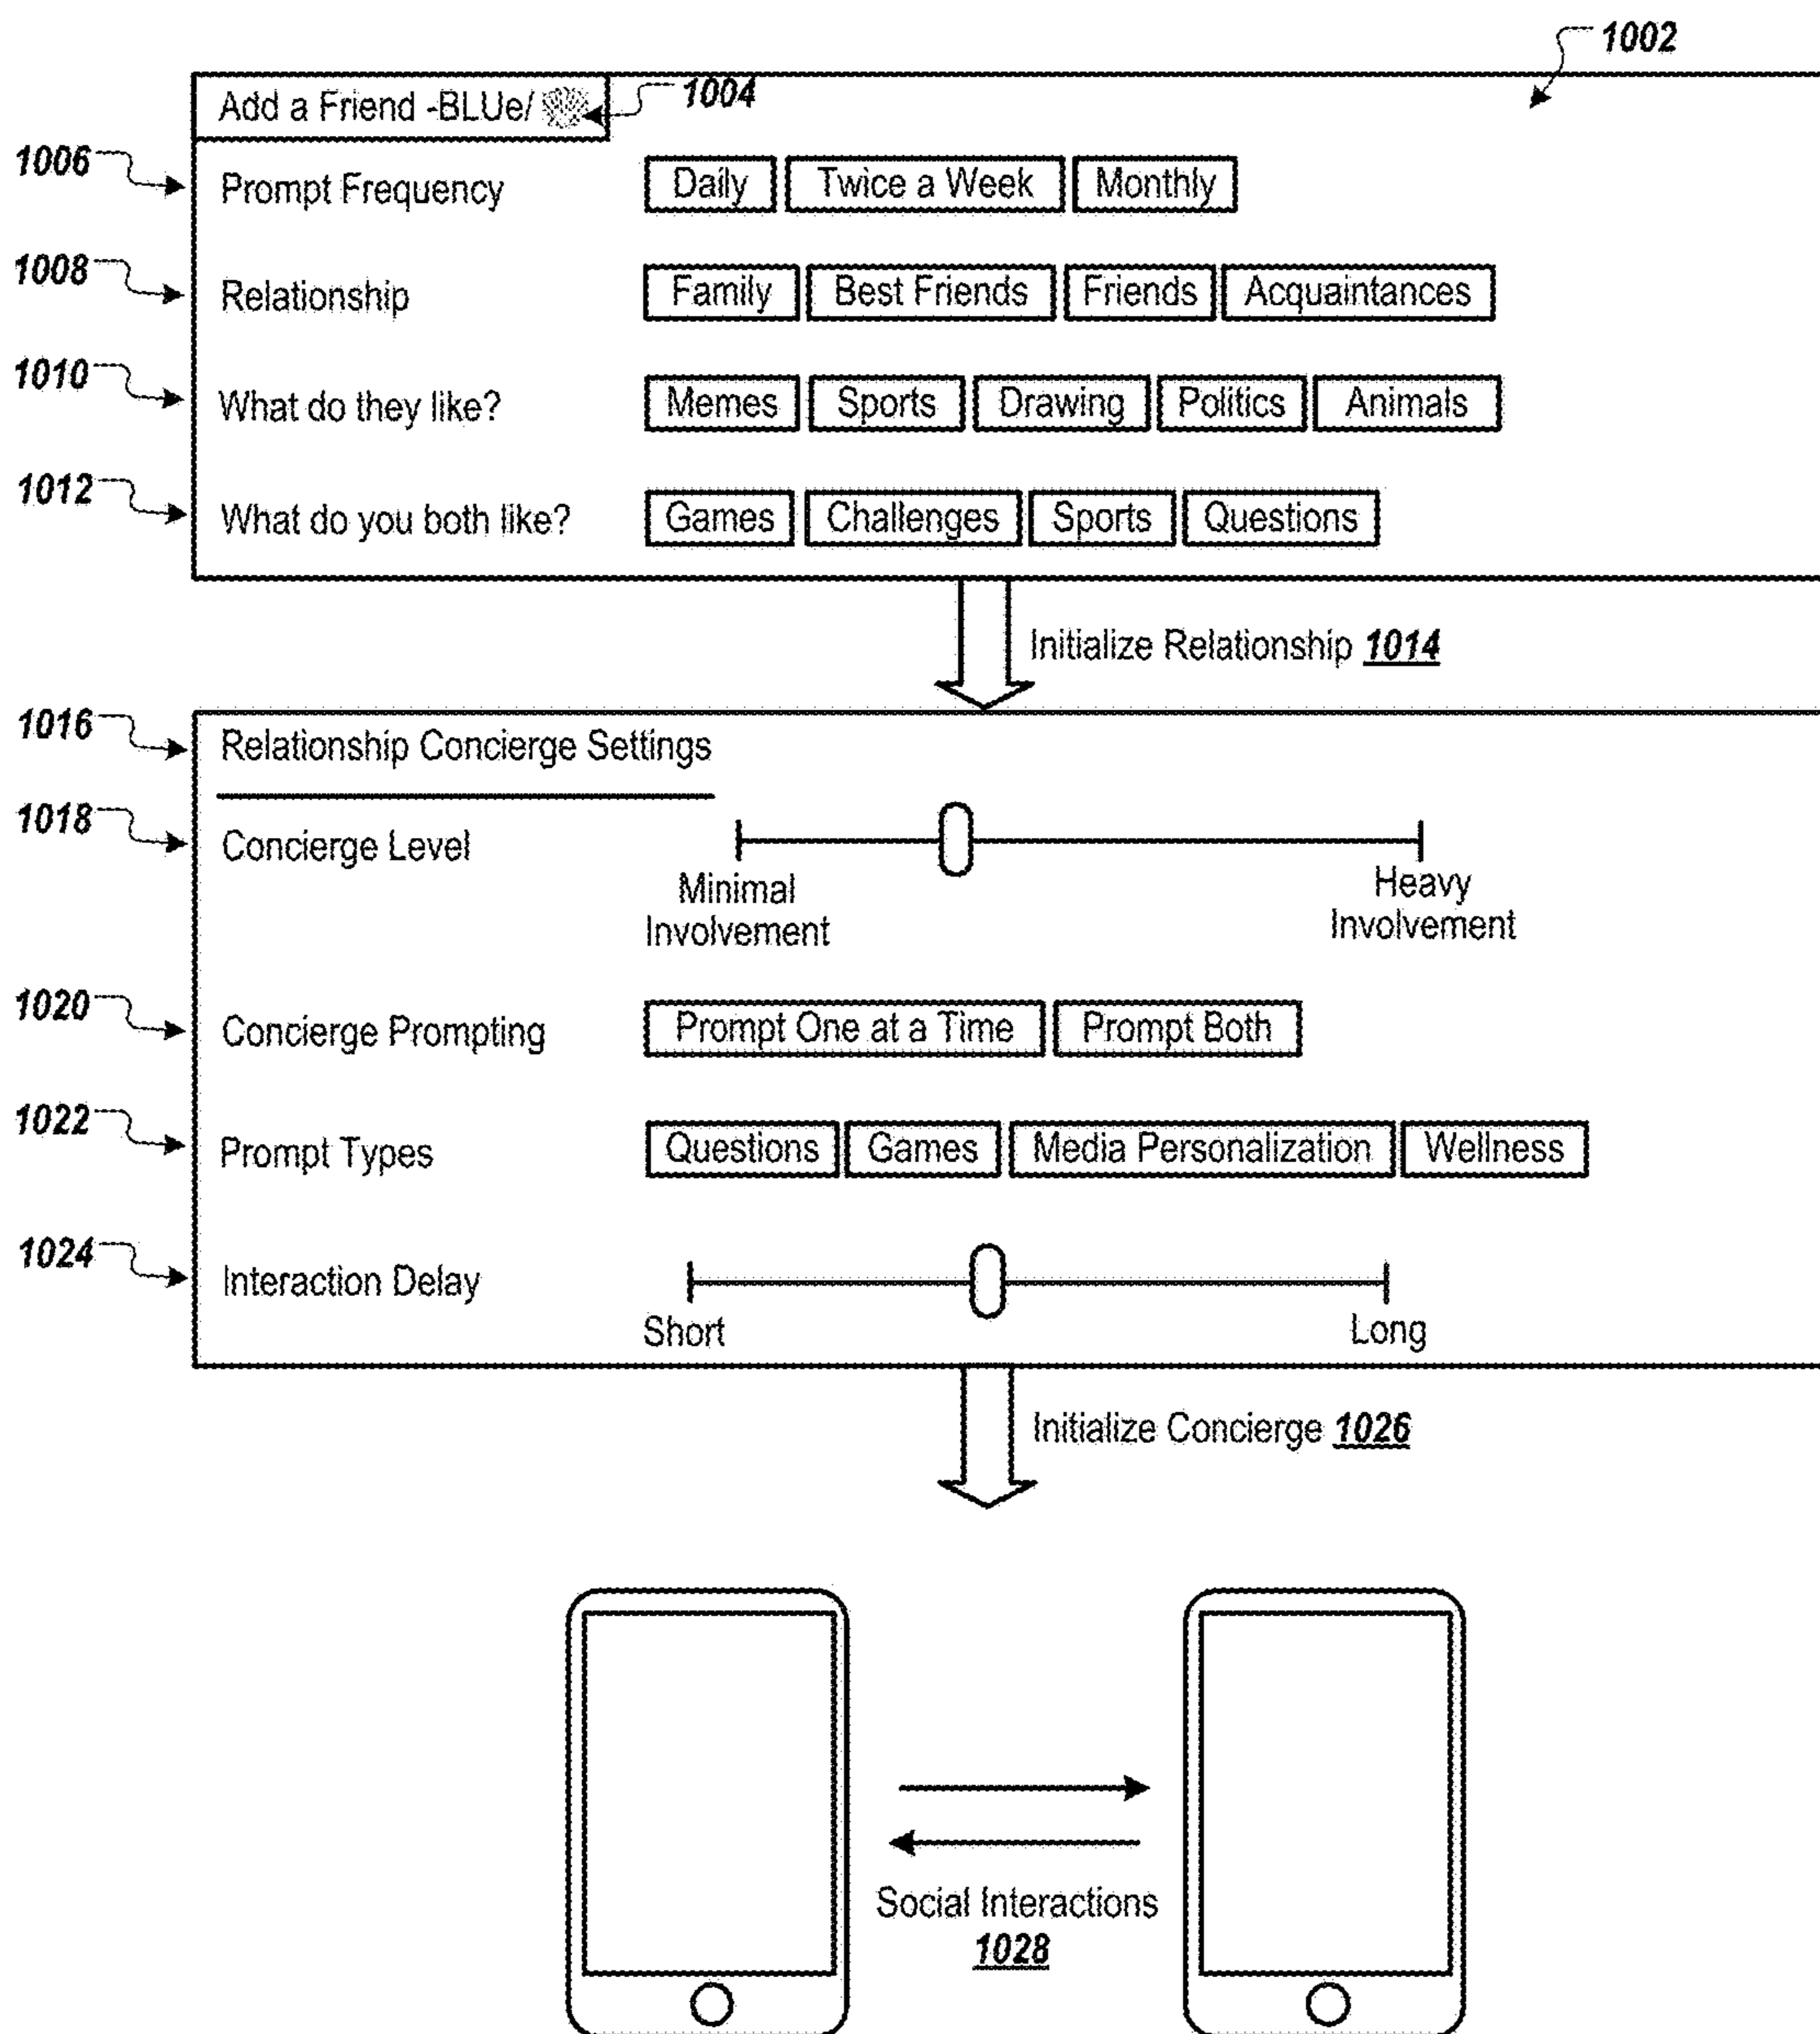 1002
Add a Friend -BLUe/
1004
1006
Prompt Frequency
Daily
Twice a Week
Monthly
1008
Relationship
Family
Best Friends
Friends
Acquaintances
1010
What do they like?
Memes
Sports
Drawing
Politics
Animals
1012
What do you both like?
Games
Challenges
Sports
Questions
Initialize Relationship 1014
1016
Relationship Concierge Settings
1018
Concierge Level
Minimal
Involvement
Heavy
Involvement
1020
Concierge Prompting
Prompt One at a Time
Prompt Both
1022
Prompt Types
Questions
Games
Media Personalization
Wellness
1024
Interaction Delay
Short
Long
Initialize Concierge 1026
Social Interactions
1028